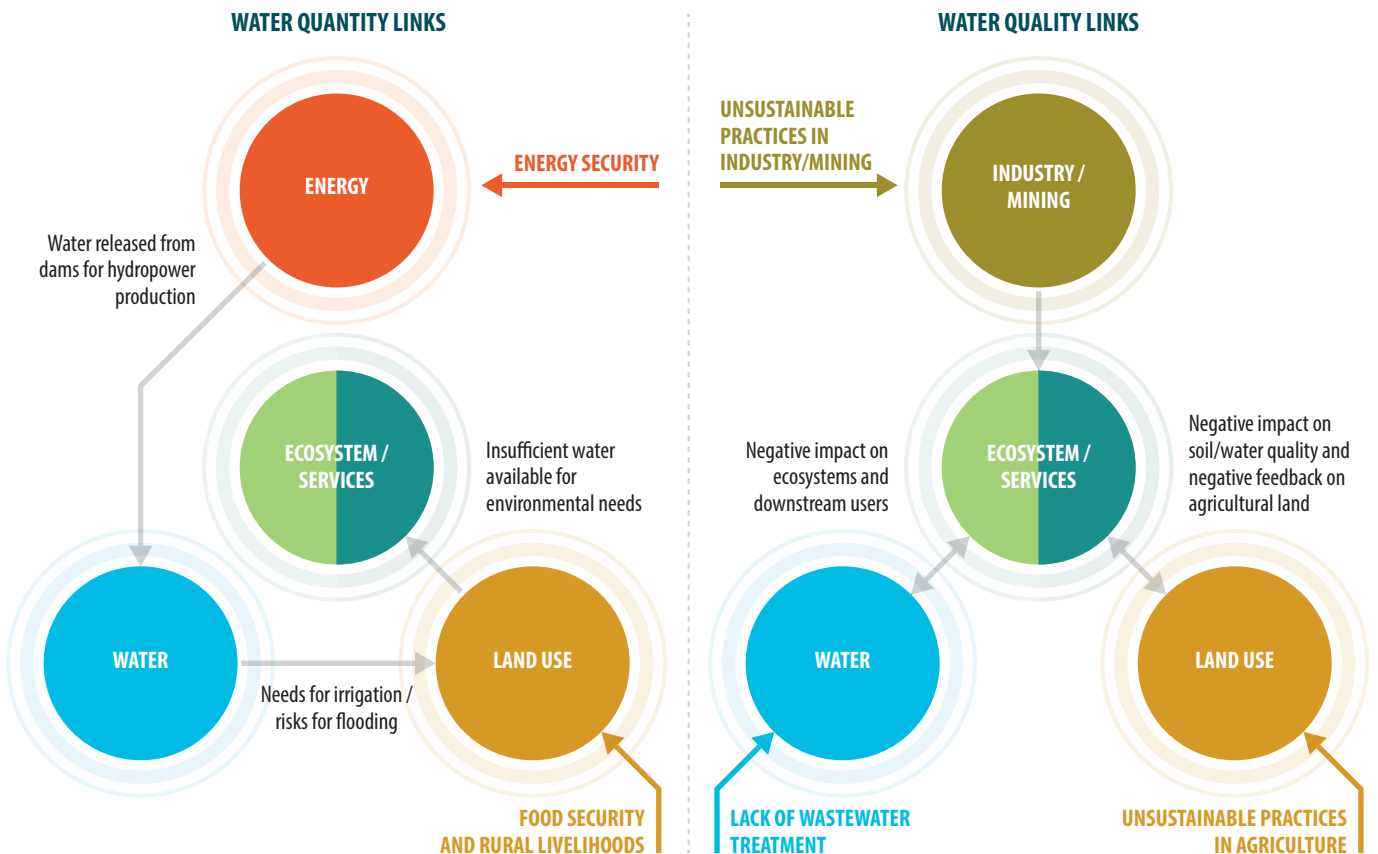 WATER QUANTITY LINKS
ENERGY
ENERGY SECURITY
Water released from
dams for hydropower
production
ECOSYSTEM /
SERVICES
Insufficient water
available for
environmental needs
WATER
LAND USE
Needs for irrigation /
risks for flooding
FOOD SECURITY
AND RURAL LIVELIHOODS
WATER QUALITY LINKS
UNSUSTAINABLE
PRACTICES IN
INDUSTRY/MINING
INDUSTRY /
MINING
Negative impact on
ecosystems and
downstream users
ECOSYSTEM /
SERVICES
Negative impact on
soil/water quality and
negative feedback on
agricultural land
WATER
LAND USE
LACK OF WASTEWATER
TREATMENT
UNSUSTAINABLE PRACTICES
IN AGRICULTURE